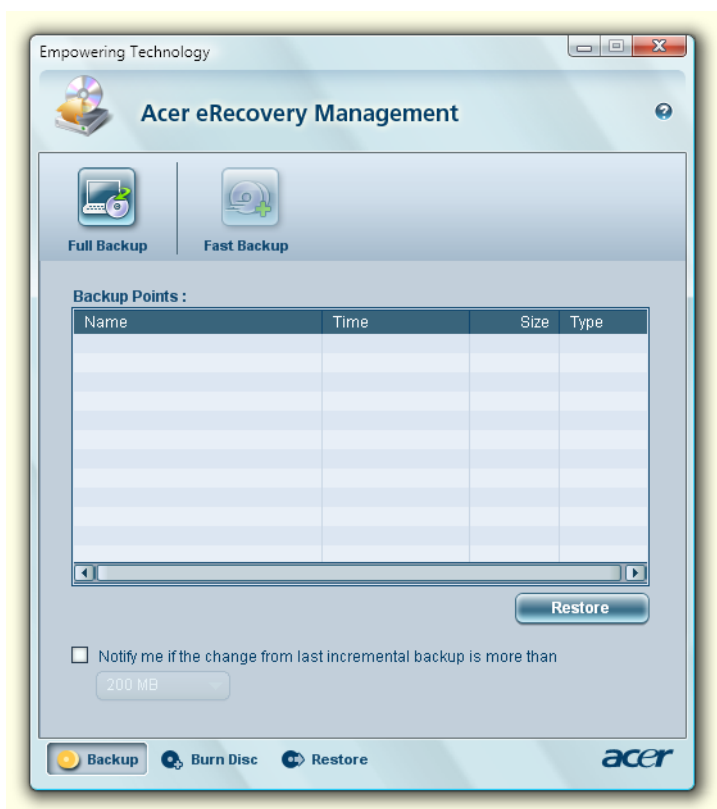 Empowering Technology
Acer eRecovery Management
Full Backup
Fast Backup
Backup Points :
Name Time Size Type
Restore
Notify me if the change from last incremental backup is more than
200 MB
Backup Burn Disc Restore
acer